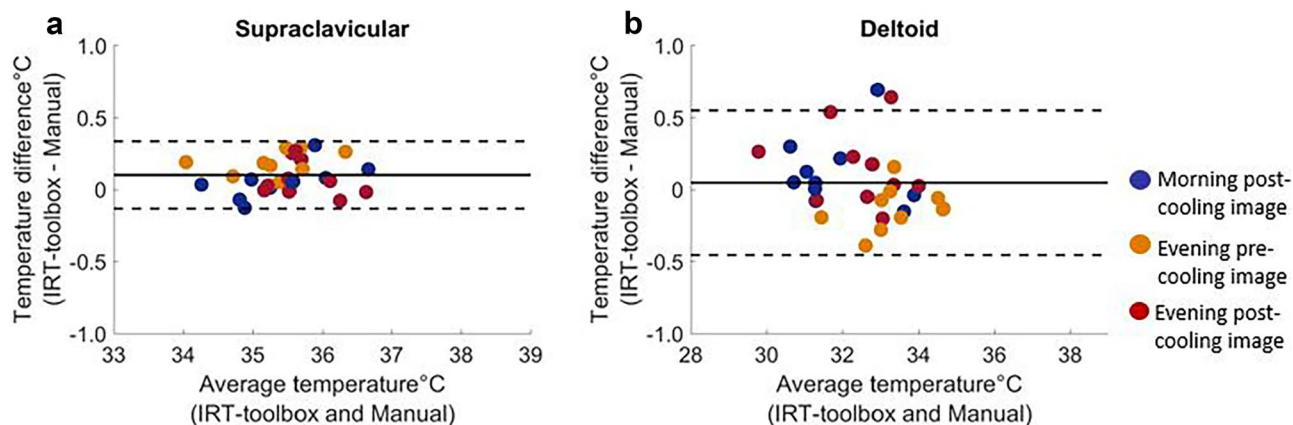 a
Supraclavicular
Temperature difference°C
(IRT-toolbox - Manual)
1.0
0.5
0
-0.5
-1.0
33 34 35 36 37 38 39
Average temperature°C
(IRT-toolbox and Manual)
b
Deltoid
Temperature difference°C
(IRT-toolbox - Manual)
1.0
0.5
0
-0.5
-1.0
28 30 32 34 36 38
Average temperature°C
(IRT-toolbox and Manual)
Morning post-
cooling image
Evening pre-
cooling image
Evening post-
cooling image